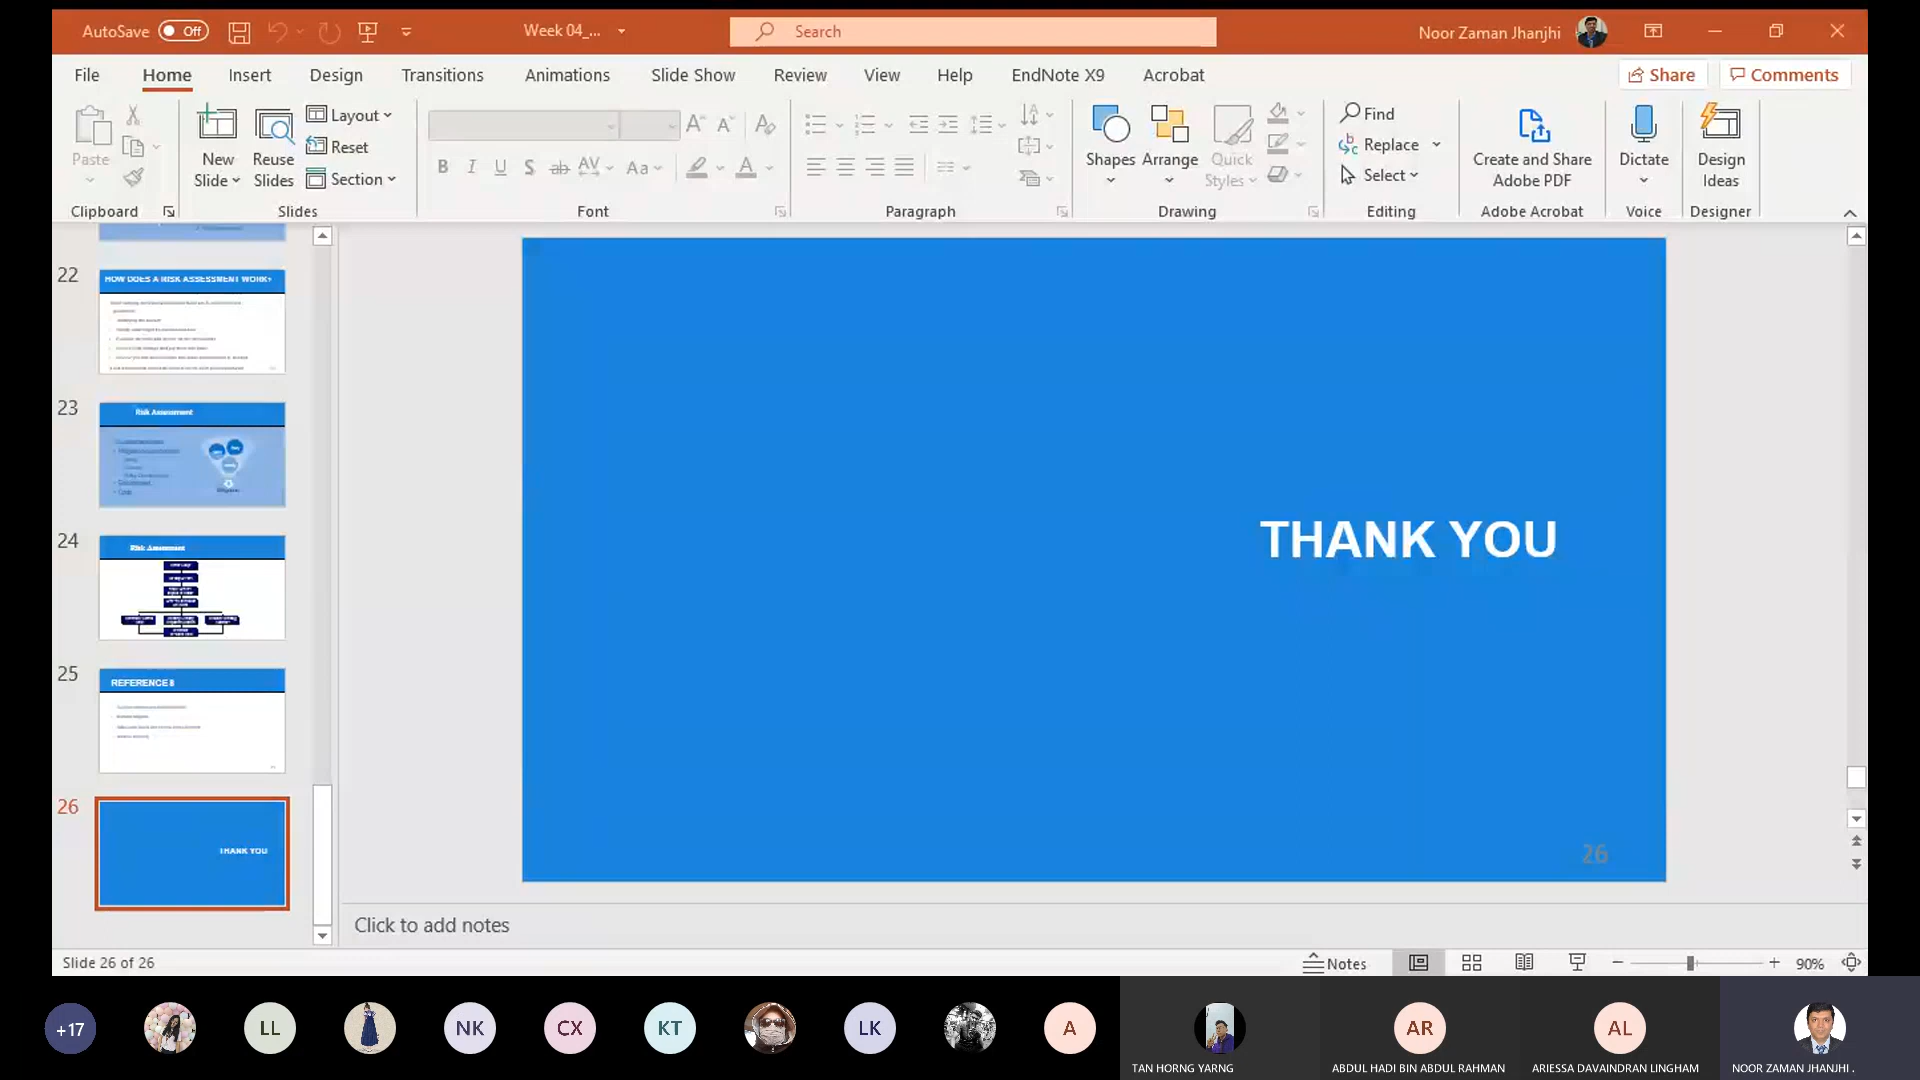 AutoSave Off Week 04_... Search Noor Zaman Jhanjhi
File Home Insert Design Transitions Animations Slide Show Review View Help EndNote X9 Acrobat Share Comments
Paste
Clipboard
New Slide
Reuse Slides
Layout
Reset
Section
Slides
Font
Paragraph
Shapes
Arrange
Quick Styles
Drawing
Find
Replace
Select
Editing
Create and Share Adobe PDF
Adobe Acrobat
Dictate
Voice
Design Ideas
Designer
22
HOW DOES A RISK ASSESSMENT WORK?
23
Risk Assessment
24
Risk Assessment
25
REFERENCES
26
THANK YOU
THANK YOU
26
Click to add notes
Slide 26 of 26
Notes
90%
+17 LL NK CX KT LK A AR AL
TAN HORNG YARNG ABDUL HADI BIN ABDUL RAHMAN ARIESSA DAVAINDRAN LINGHAM NOOR ZAMAN JHANJHI .